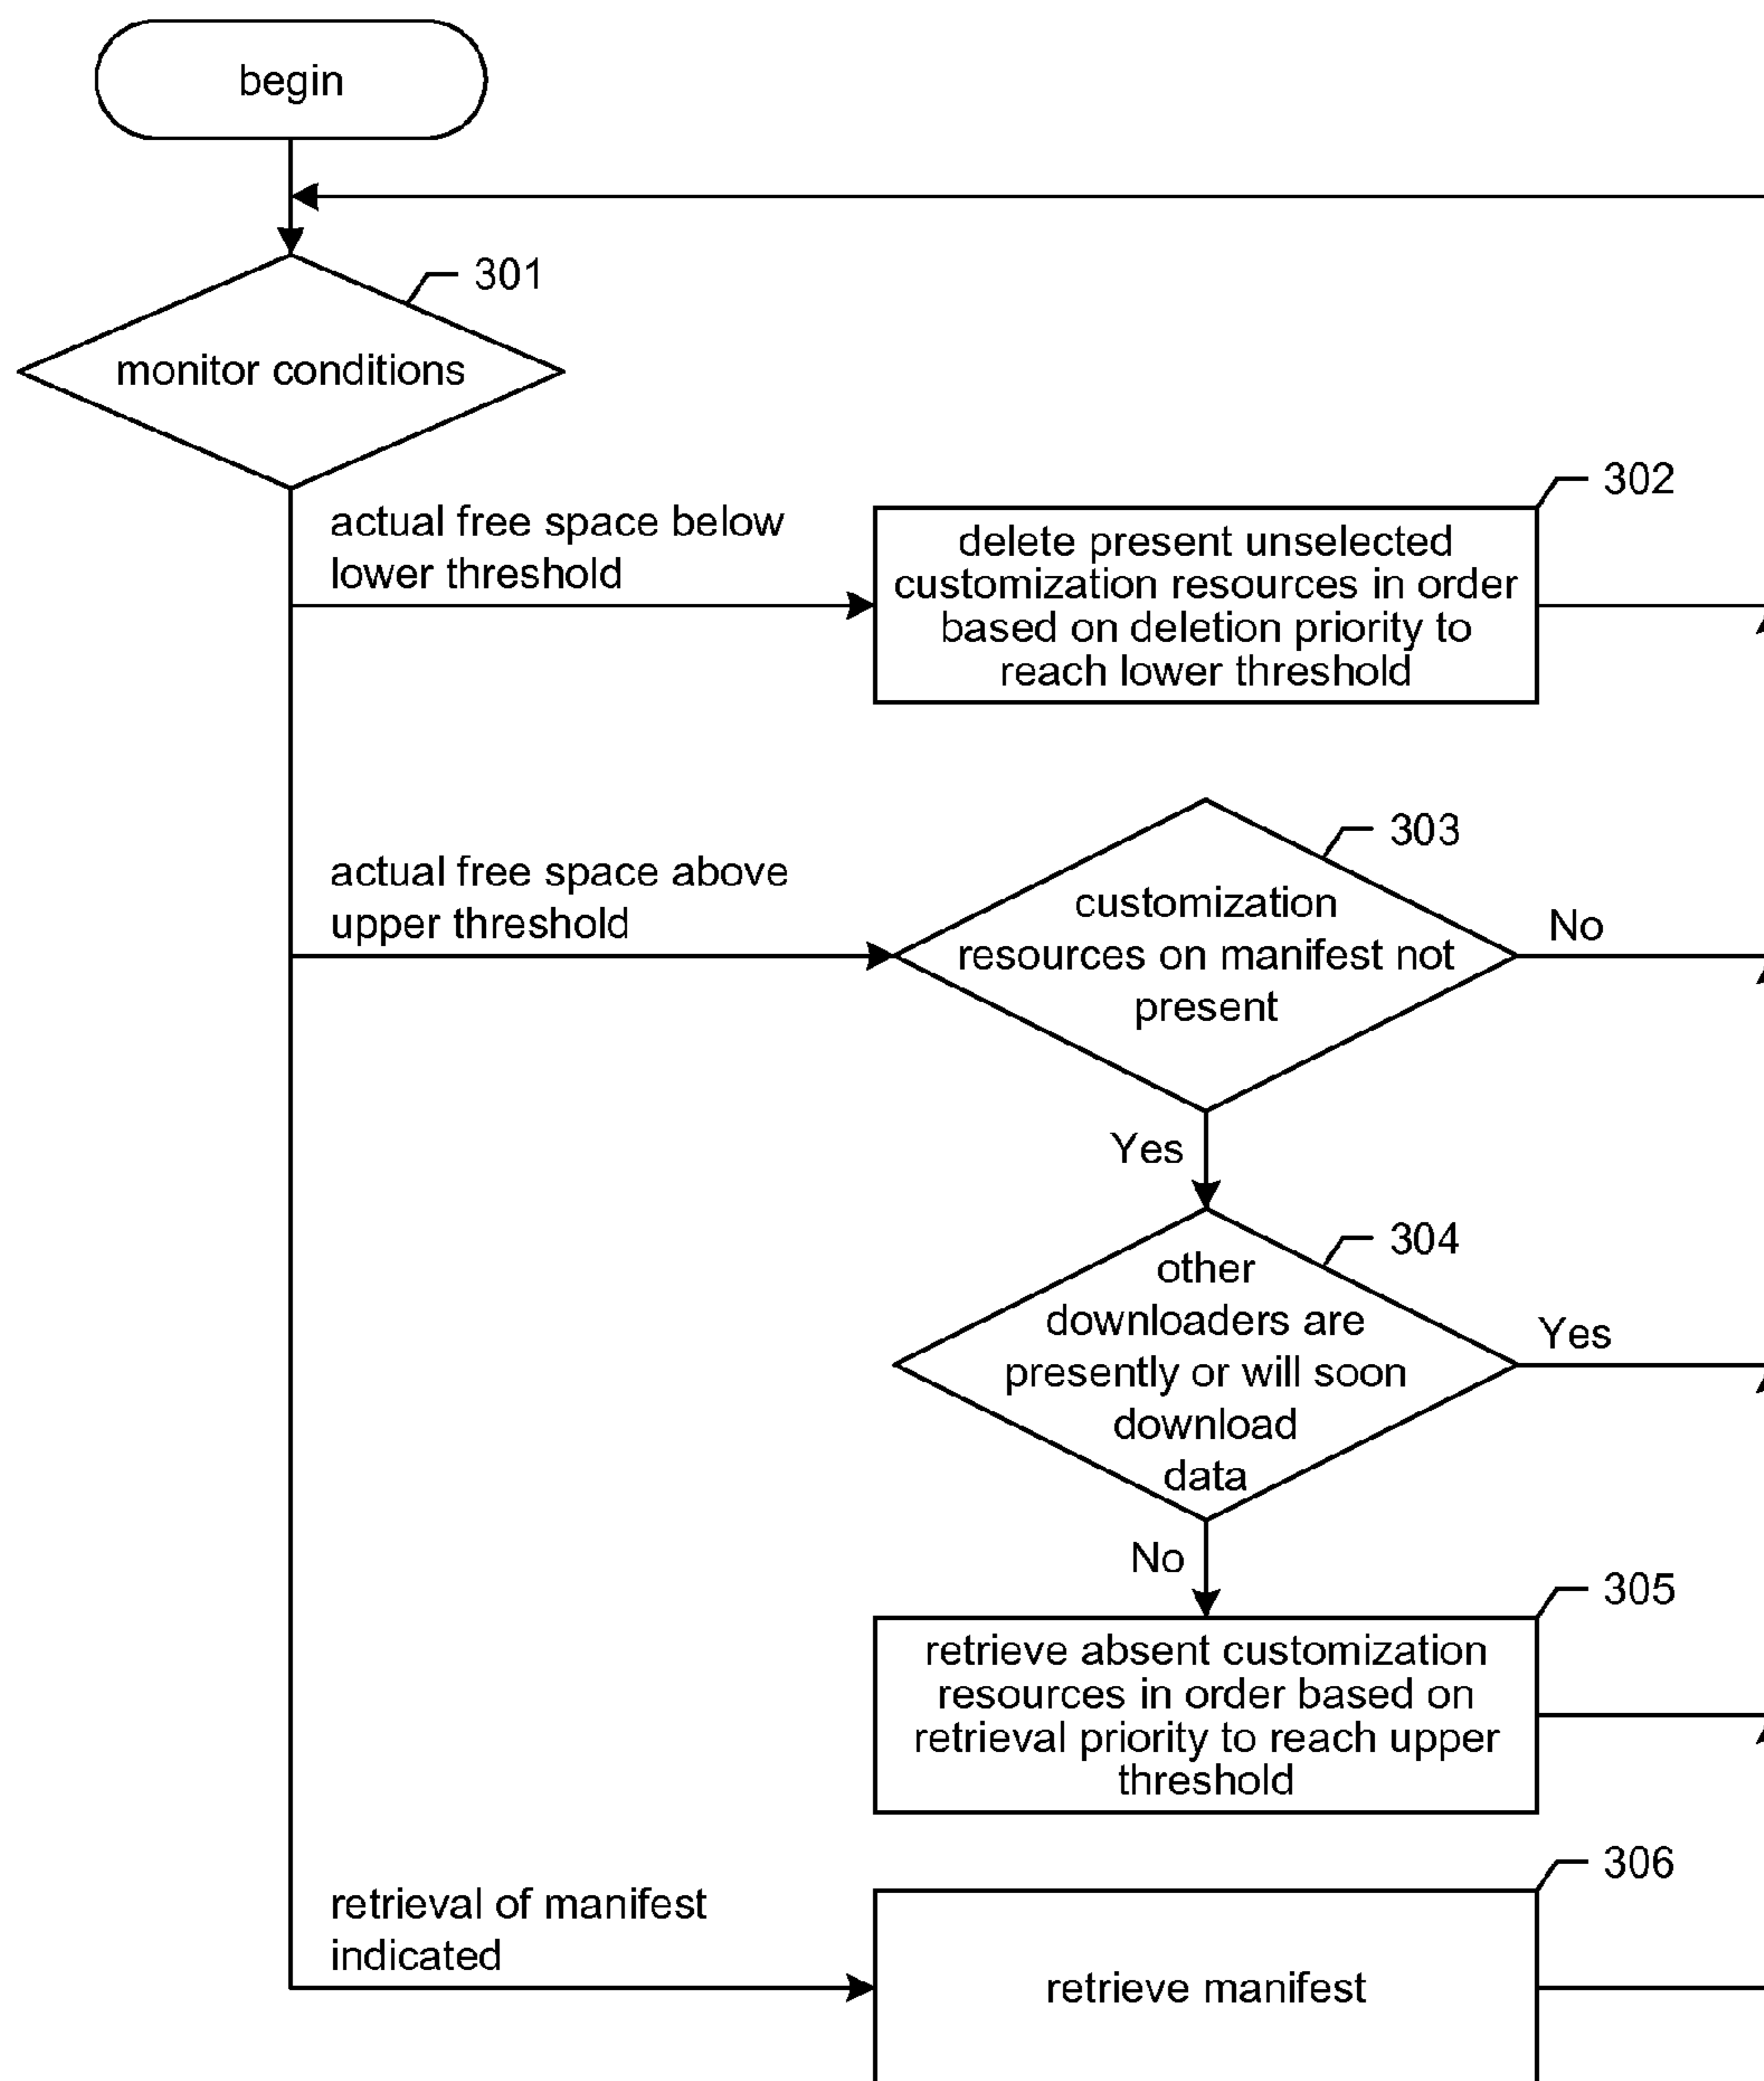 begin
301
monitor conditions
actual free space below
lower threshold
302
delete present unselected
customization resources in order
based on deletion priority to
reach lower threshold
actual free space above
upper threshold
303
customization
resources on manifest not
present
No
Yes
304
other
downloaders are
presently or will soon
download
data
Yes
No
305
retrieve absent customization
resources in order based on
retrieval priority to reach upper
threshold
retrieval of manifest
indicated
306
retrieve manifest